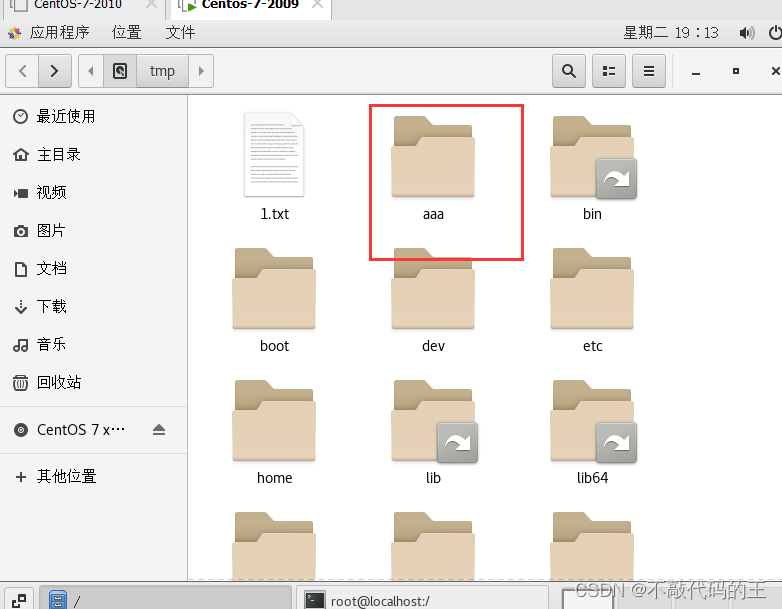 CentOS-7-2010
Centos-7-2009
应用程序 位置 文件 星期二 19:13
tmp
最近使用
主目录
视频
图片
文档
下载
音乐
回收站
CentOS 7 x…
其他位置
1.txt aaa bin
boot dev etc
home lib lib64
/ root@localhost:/
CSDN @不敲代码的王